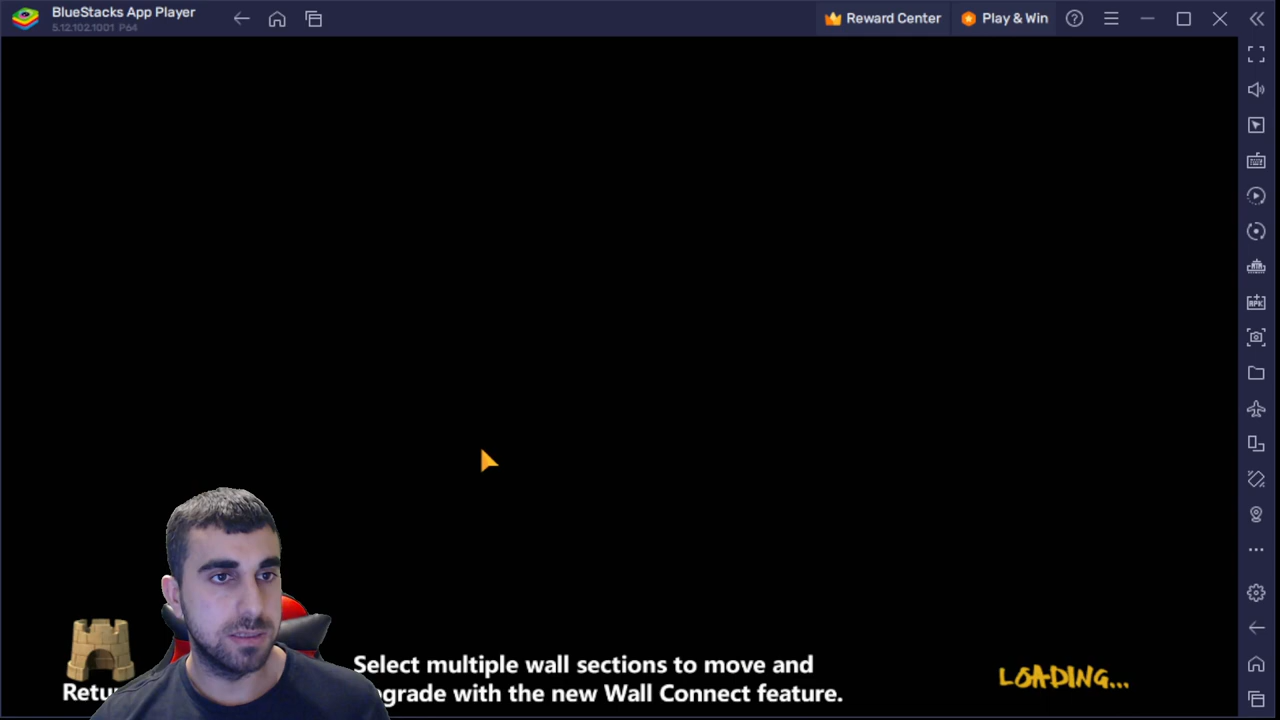 BlueStacks App Player
5.12.102.1001 P64
Reward Center
Play & Win
Select multiple wall sections to move and
grade with the new Wall Connect feature.
LOADING...